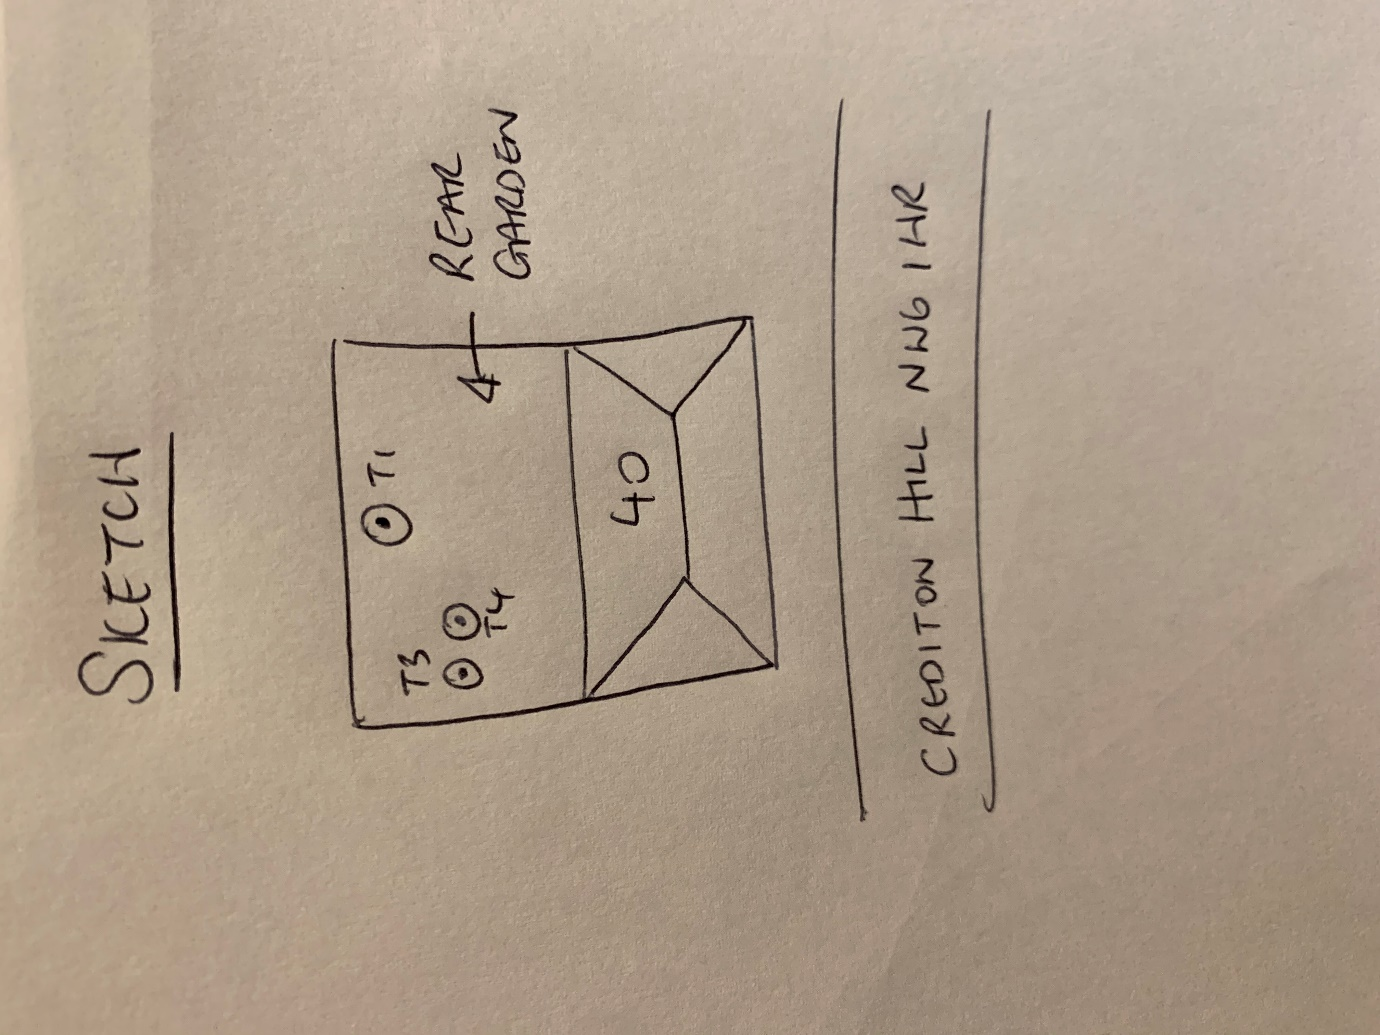 SKETCH
REAR
GARDEN
T1
T3
T4
40
CREDITON HILL NW6 1HR